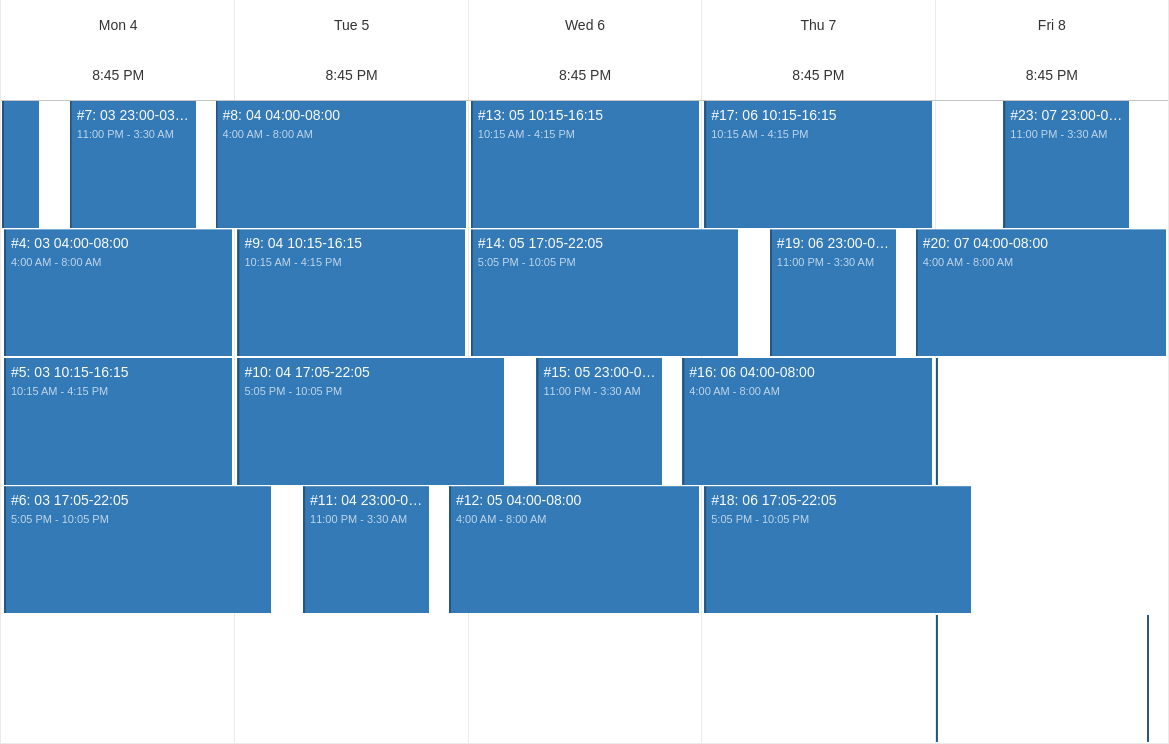 Mon 4
Tue 5
Wed 6
Thu 7
Fri 8
8:45 PM
8:45 PM
8:45 PM
8:45 PM
8:45 PM
#7: 03 23:00-03…
11:00 PM - 3:30 AM
#8: 04 04:00-08:00
4:00 AM - 8:00 AM
#13: 05 10:15-16:15
10:15 AM - 4:15 PM
#17: 06 10:15-16:15
10:15 AM - 4:15 PM
#23: 07 23:00-0…
11:00 PM - 3:30 AM
#4: 03 04:00-08:00
4:00 AM - 8:00 AM
#9: 04 10:15-16:15
10:15 AM - 4:15 PM
#14: 05 17:05-22:05
5:05 PM - 10:05 PM
#19: 06 23:00-0…
11:00 PM - 3:30 AM
#20: 07 04:00-08:00
4:00 AM - 8:00 AM
#5: 03 10:15-16:15
10:15 AM - 4:15 PM
#10: 04 17:05-22:05
5:05 PM - 10:05 PM
#15: 05 23:00-0…
11:00 PM - 3:30 AM
#16: 06 04:00-08:00
4:00 AM - 8:00 AM
#6: 03 17:05-22:05
5:05 PM - 10:05 PM
#11: 04 23:00-0…
11:00 PM - 3:30 AM
#12: 05 04:00-08:00
4:00 AM - 8:00 AM
#18: 06 17:05-22:05
5:05 PM - 10:05 PM